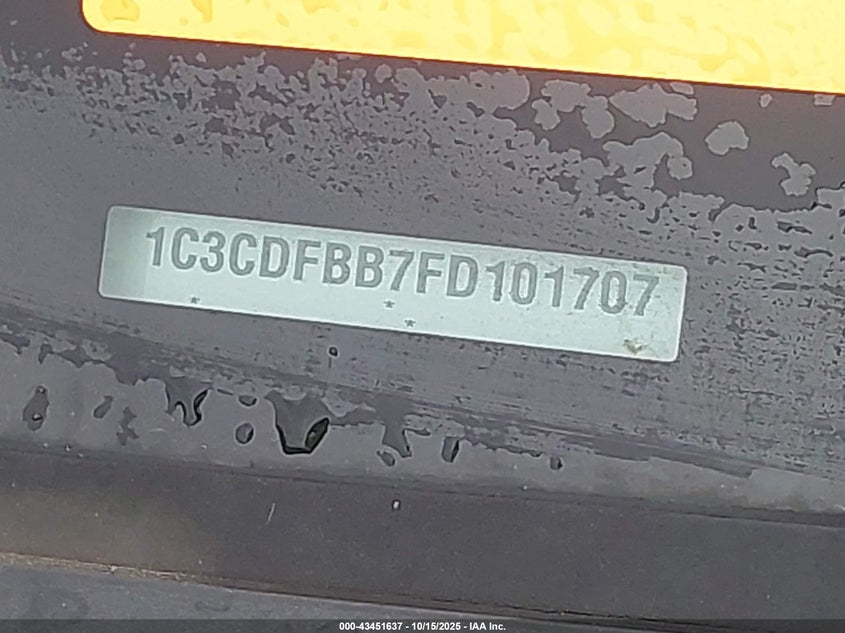 1C3CDFBB7FD101707
* * *
000-43451637 - 10/15/2025 - IAA Inc.